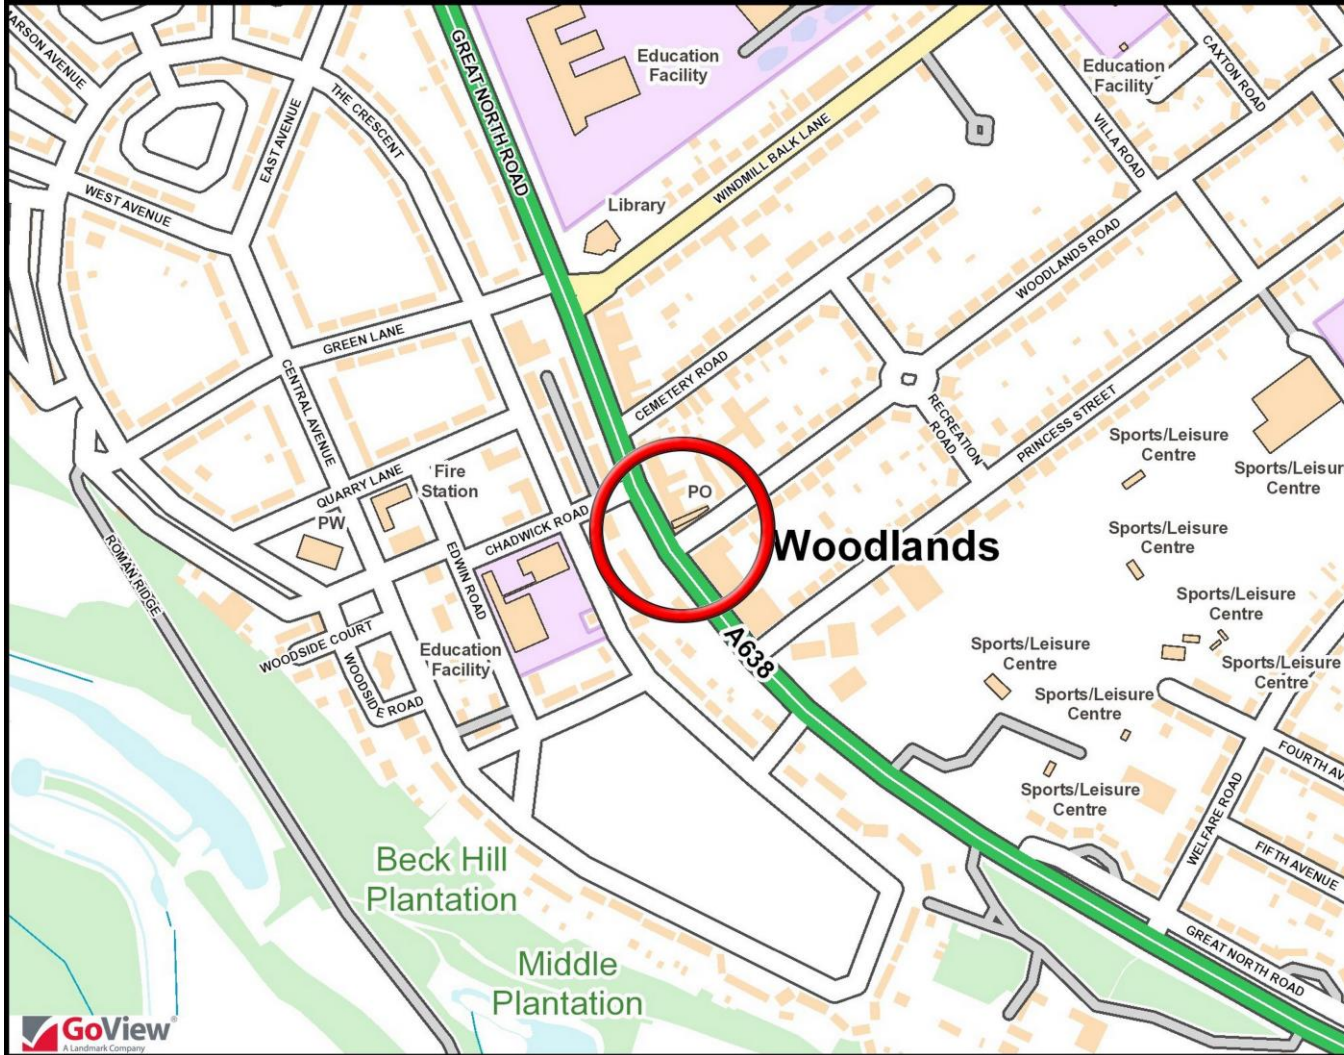 MARSON AVENUE
GREAT NORTH ROAD
Education
Facility
Education
Facility
CAXTON ROAD
THE CRESCENT
EAST AVENUE
VILLA ROAD
WINDMILL BALK LANE
WEST AVENUE
Library
WOODLANDS ROAD
GREEN LANE
CENTRAL AVENUE
CEMETERY ROAD
RECREATION
ROAD
PRINCESS STREET
Sports/Leisure
Centre
Sports/Leisur
Centre
QUARRY LANE
Fire
Station
PO
PW
CHADWICK ROAD
Woodlands
Sports/Leisure
Centre
ROMAN RIDGE
EDWIN ROAD
Sports/Leisure
Centre
WOODSIDE COURT
Education
Facility
A638
Sports/Leisure
Centre
Sports/Leisure
Centre
WOODSIDE ROAD
Sports/Leisure
Centre
FOURTH AV
Sports/Leisure
Centre
WELFARE ROAD
FIFTH AVENUE
Beck Hill
Plantation
GREAT NORTH ROAD
Middle
Plantation
GoView
A Landmark Company